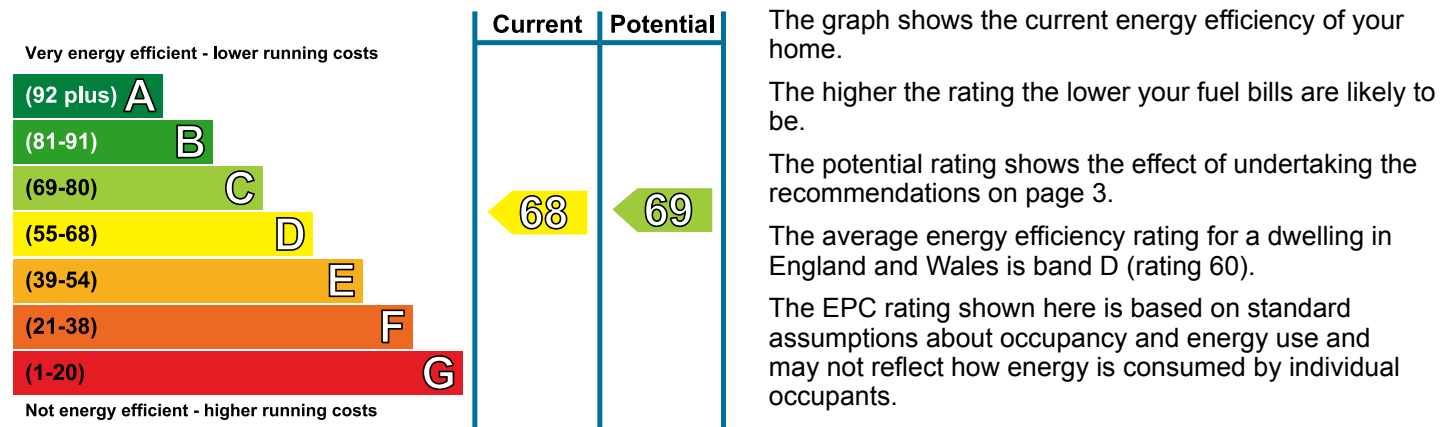 Current Potential
Very energy efficient - lower running costs
(92 plus) A
(81-91) B
(69-80) C
(55-68) D
(39-54) E
(21-38) F
(1-20) G
Not energy efficient - higher running costs
68
69
The graph shows the current energy efficiency of your
home.
The higher the rating the lower your fuel bills are likely to
be.
The potential rating shows the effect of undertaking the
recommendations on page 3.
The average energy efficiency rating for a dwelling in
England and Wales is band D (rating 60).
The EPC rating shown here is based on standard
assumptions about occupancy and energy use and
may not reflect how energy is consumed by individual
occupants.